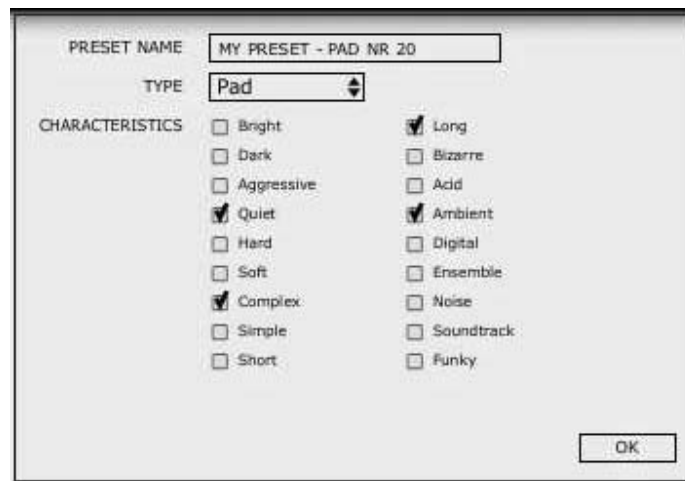 PRESET NAME MY PRESET - PAD NR 20
TYPE Pad
CHARACTERISTICS Bright Long
Dark Bizarre
Aggressive Acid
Quiet Ambient
Hard Digital
Soft Ensemble
Complex Noise
Simple Soundtrack
Short Funky
OK